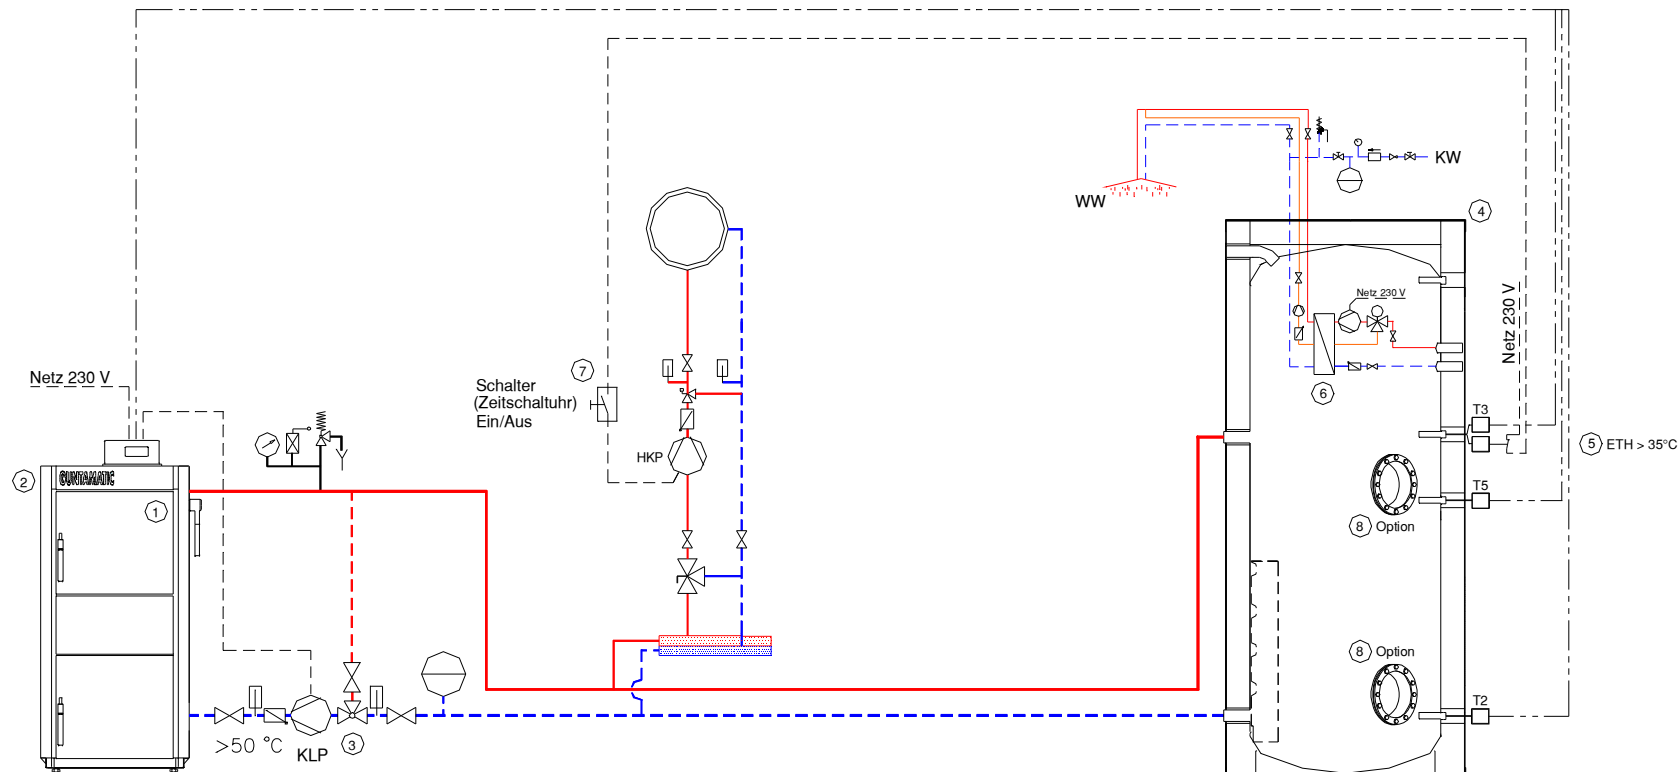 KW
WW
4
Netz 230 V
Netz 230 V
7
Schalter
(Zeitschaltuhr)
Ein/Aus
Netz 230 V
6
T3
5 ETH > 35°C
HKP
2
GUNTAMATIC
1
T5
8 Option
8 Option
T2
>50 °C
KLP
3